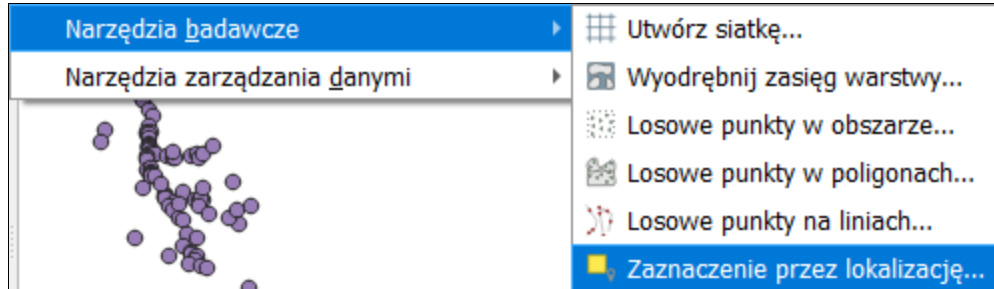 Narzędzia badawcze
Narzędzia zarządzania danymi
Utwórz siatkę...
Wyodrębnij zasięg warstwy...
Losowe punkty w obszarze...
Losowe punkty w poligonach...
Losowe punkty na liniach...
Zaznaczenie przez lokalizację...